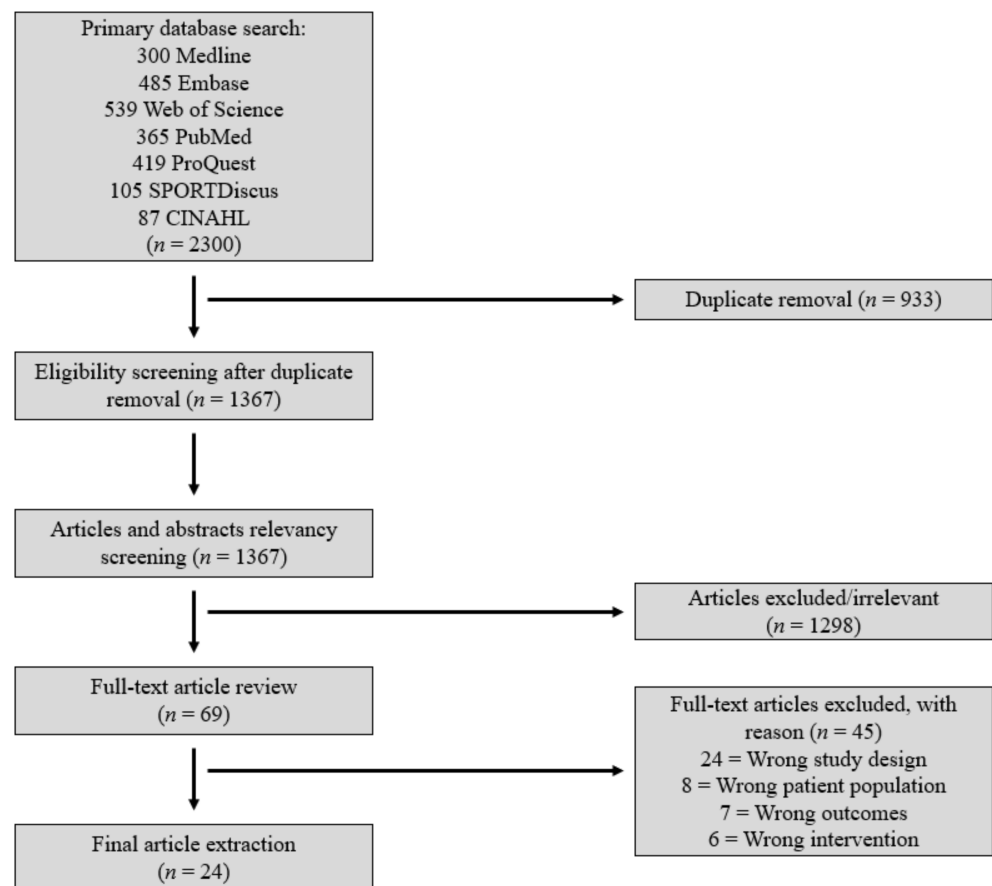 Primary database search:
300 Medline
485 Embase
539 Web of Science
365 PubMed
419 ProQuest
105 SPORTDiscus
87 CINAHL
(n = 2300)
Duplicate removal (n = 933)
Eligibility screening after duplicate
removal (n = 1367)
Articles and abstracts relevancy
screening (n = 1367)
Articles excluded/irrelevant
(n = 1298)
Full-text article review
(n = 69)
Full-text articles excluded, with
reason (n = 45)
24 = Wrong study design
8 = Wrong patient population
7 = Wrong outcomes
6 = Wrong intervention
Final article extraction
(n = 24)